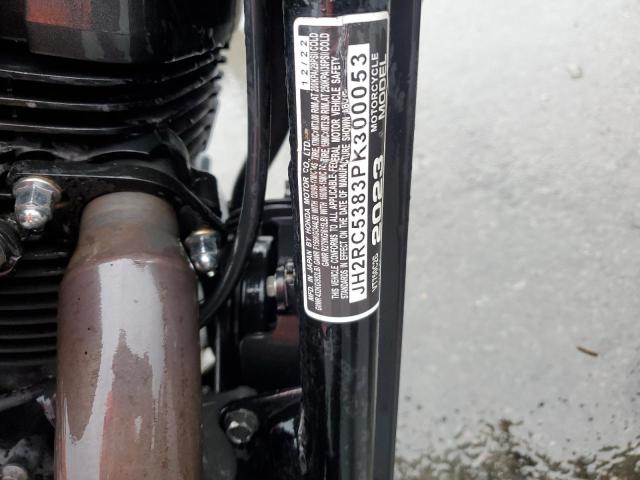 MFD. IN JAPAN BY HONDA MOTOR CO., LTD. 12/22
THIS VEHICLE CONFORMS TO ALL APPLICABLE FEDERAL MOTOR VEHICLE SAFETY
STANDARDS IN EFFECT ON THE DATE OF MANUFACTURE SHOWN ABOVE.
JH2RC5383PK300053
MOTORCYCLE
2023 MODEL